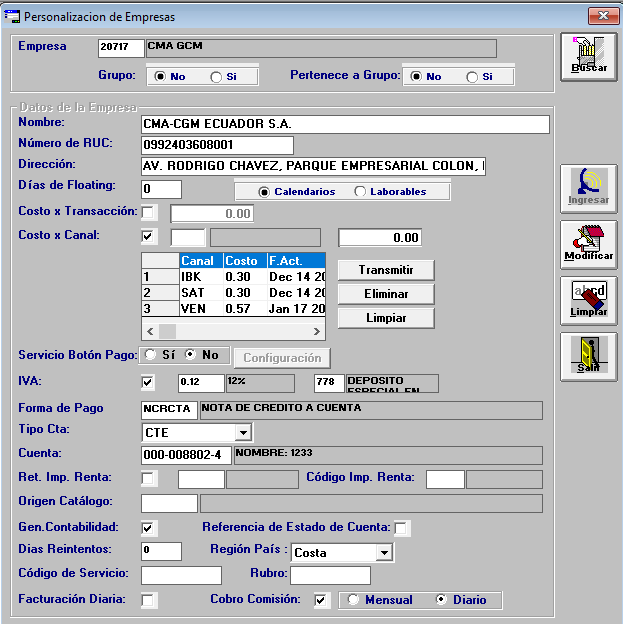 Personalizacion de Empresas
Empresa 20717 CMA GCM
Buscar
Grupo: No Si Pertenece a Grupo: No Si
Datos de la Empresa
Nombre: CMA-CGM ECUADOR S.A.
Número de RUC: 0992403608001
Dirección: AV. RODRIGO CHAVEZ, PARQUE EMPRESARIAL COLON,
Días de Floating: 0 Calendarios Laborables
Ingresar
Costo x Transacción: 0.00
Costo x Canal: 0.00
Modificar
Canal Costo F.Act.
1 IBK 0.30 Dec 14 20
Transmitir
2 SAT 0.30 Dec 14 20
Eliminar
3 VEN 0.57 Jan 17 20
Limpiar
abcd
Limpiar
Servicio Botón Pago: Sí No Configuración
Salir
IVA: 0.12 12% 778 DEPOSITO
ESPECIAL EN
Forma de Pago NCRCTA NOTA DE CREDITO A CUENTA
Tipo Cta: CTE
Cuenta: 000-008802-4 NOMBRE: 1233
Ret. Imp. Renta: Código Imp. Renta:
Origen Catálogo:
Gen.Contabilidad: Referencia de Estado de Cuenta:
Dias Reintentos: 0 Región País : Costa
Código de Servicio: Rubro:
Facturación Diaria: Cobro Comisión: Mensual Diario